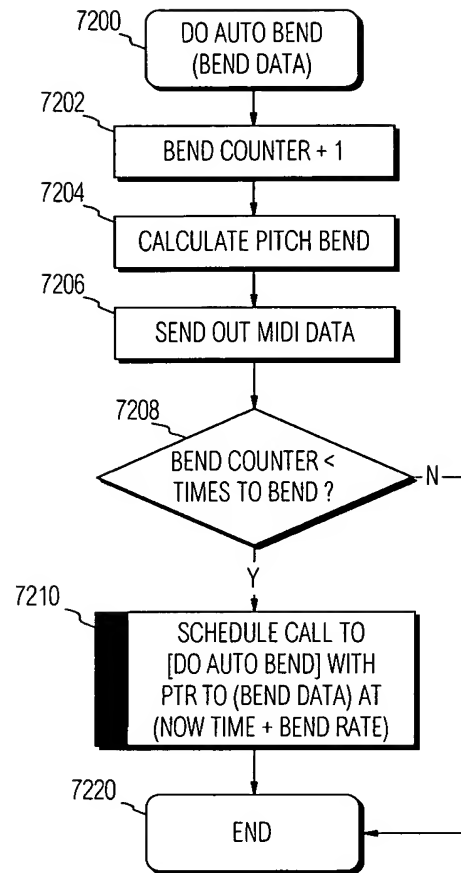 7200
DO AUTO BEND
(BEND DATA)
7202
BEND COUNTER + 1
7204
CALCULATE PITCH BEND
7206
SEND OUT MIDI DATA
7208
BEND COUNTER <
TIMES TO BEND ?
N
Y
7210
SCHEDULE CALL TO
[DO AUTO BEND] WITH
PTR TO (BEND DATA) AT
(NOW TIME + BEND RATE)
7220
END